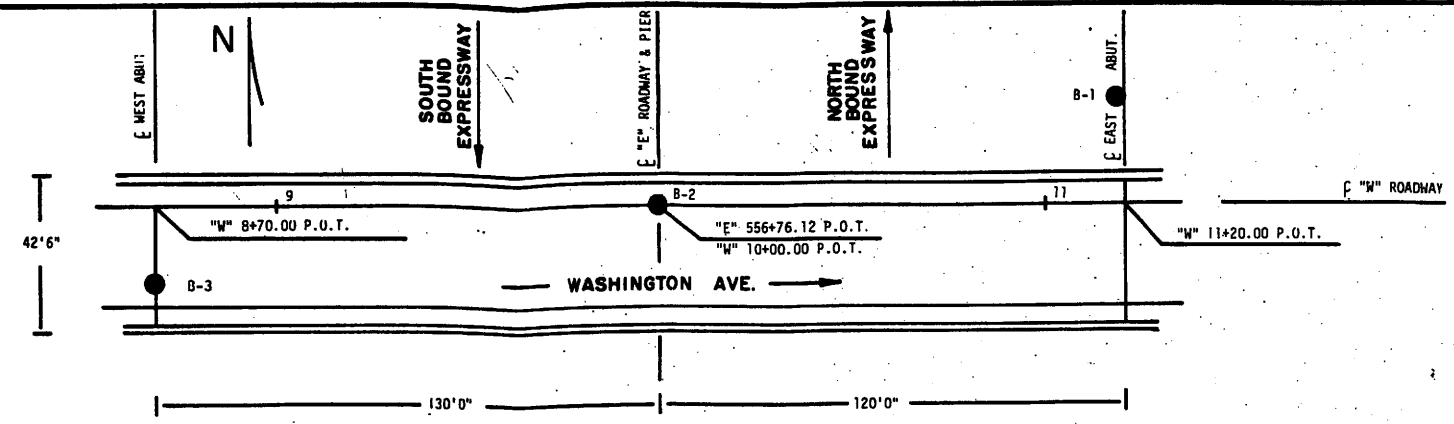 N
℄ WEST ABUT
SOUTH
BOUND
EXPRESSWAY
℄ "E" ROADWAY & PIER
NORTH
BOUND
EXPRESSWAY
B-1
℄ EAST ABUT.
9
B-2
11
℄ "W" ROADWAY
"W" 8+70.00 P.O.T.
"E" 556+76.12 P.O.T.
"W" 10+00.00 P.O.T.
"W" 11+20.00 P.O.T.
42'6"
B-3
WASHINGTON AVE.
130'0"
120'0"